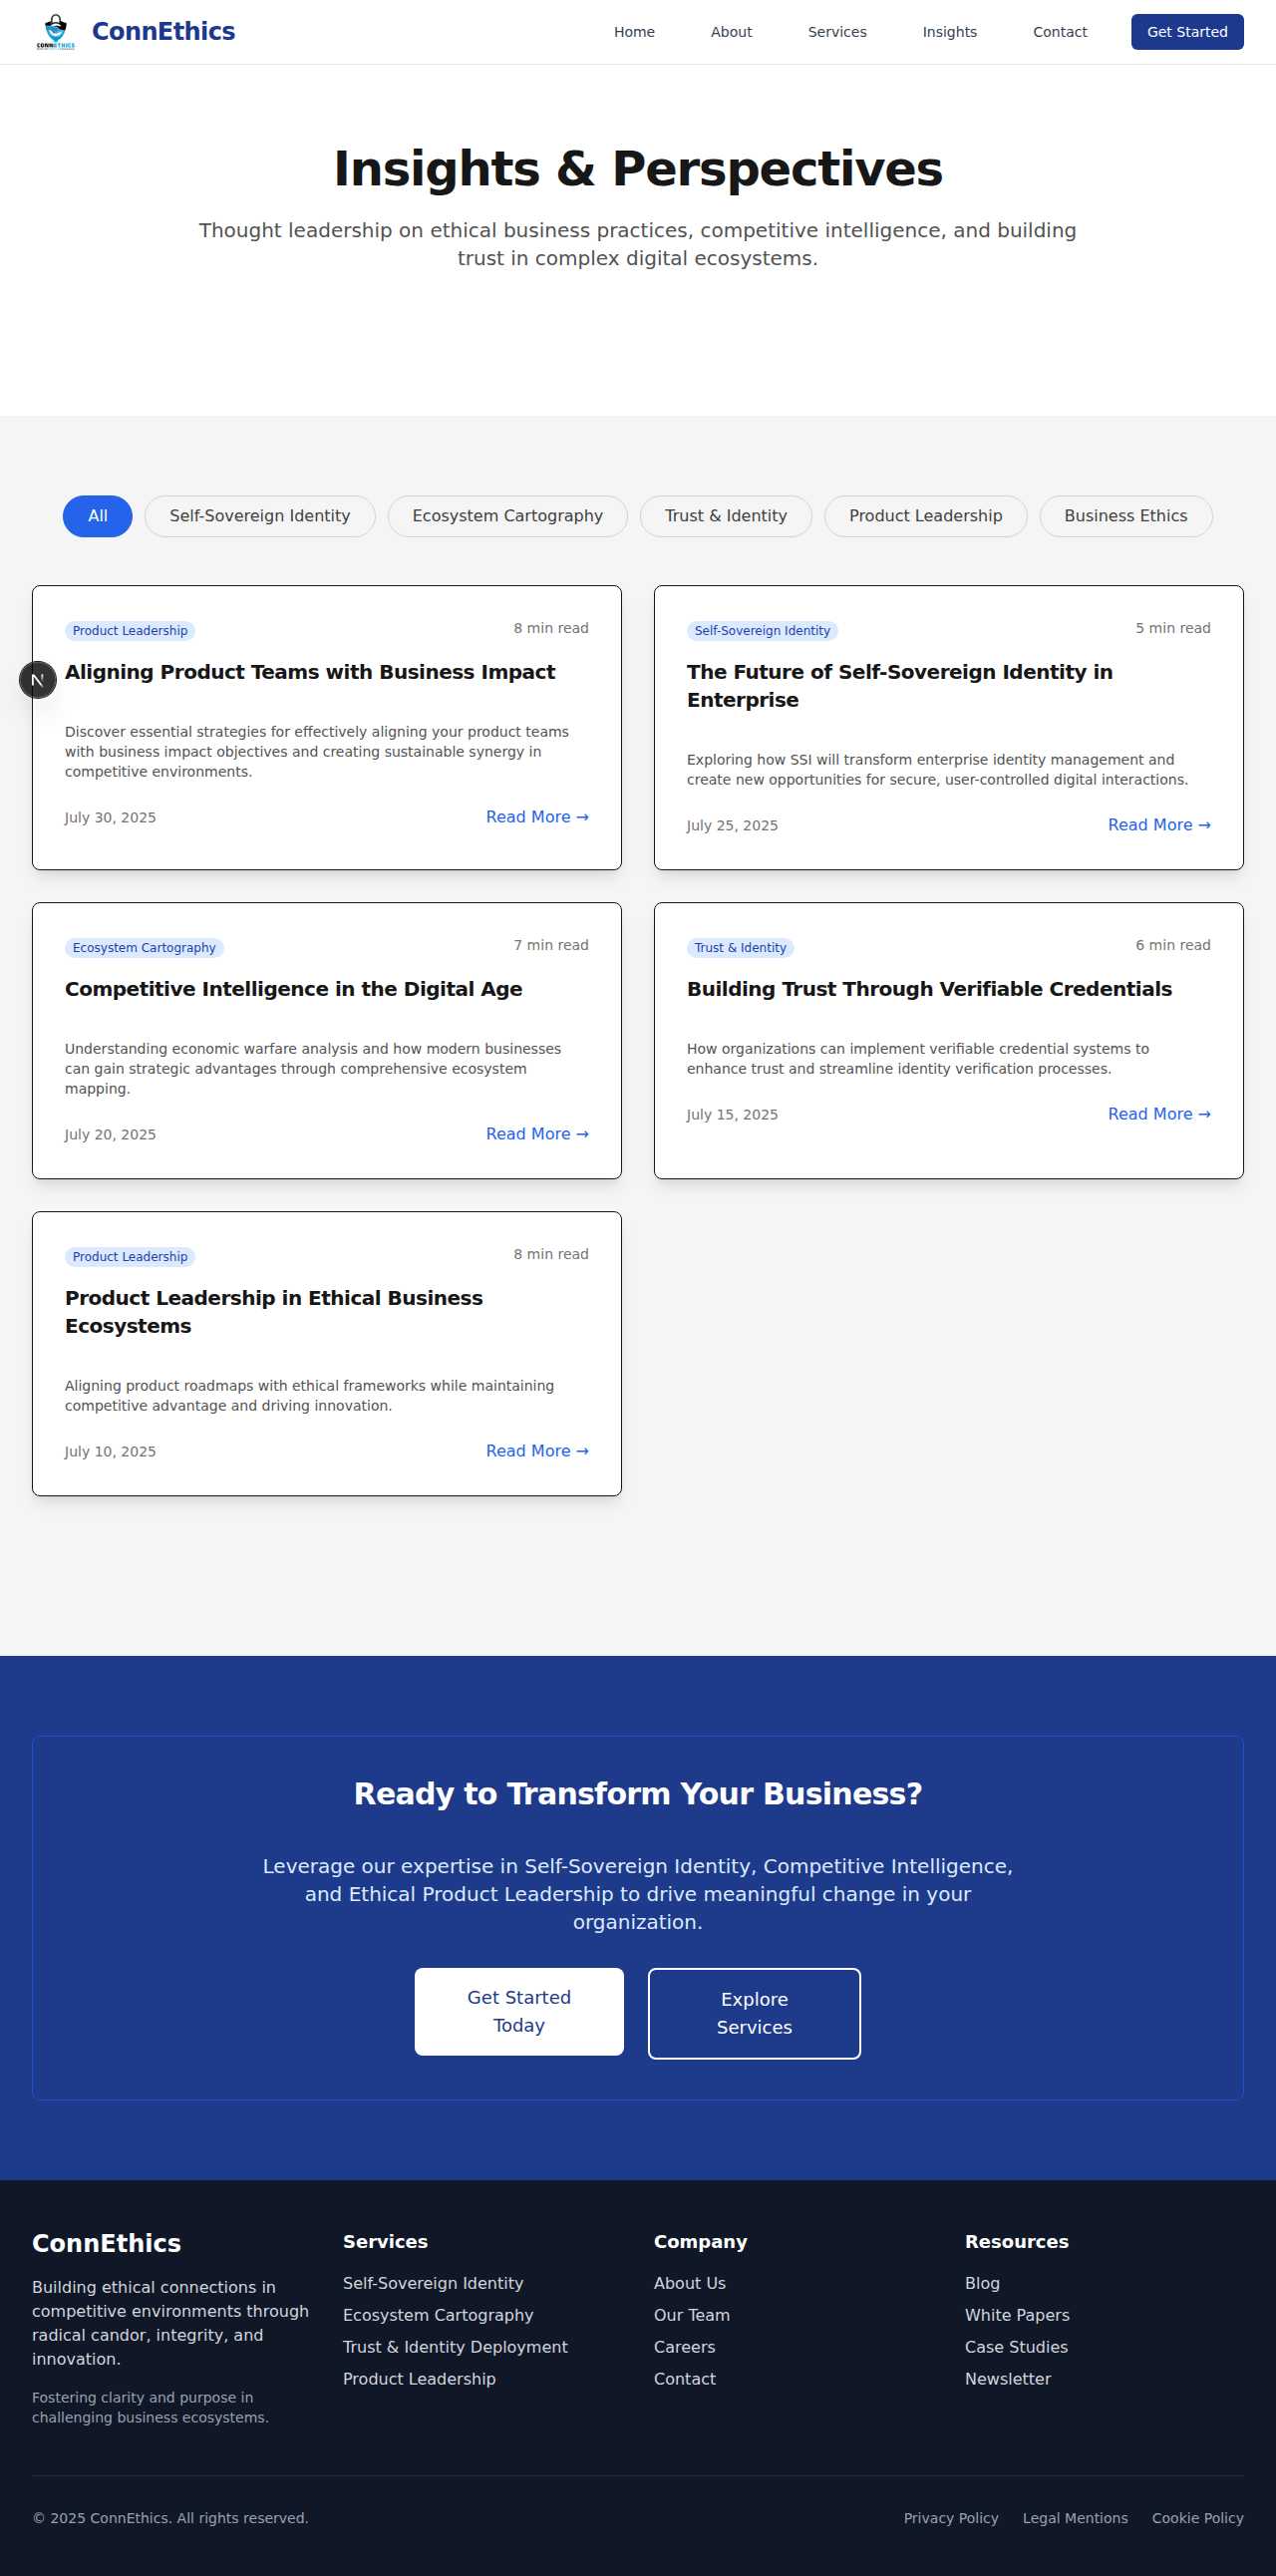 CONNETHICS
ConnEthics
Home
About
Services
Insights
Contact
Get Started
Insights & Perspectives
Thought leadership on ethical business practices, competitive intelligence, and building
trust in complex digital ecosystems.
All
Self-Sovereign Identity
Ecosystem Cartography
Trust & Identity
Product Leadership
Business Ethics
Product Leadership
8 min read
Aligning Product Teams with Business Impact
Discover essential strategies for effectively aligning your product teams
with business impact objectives and creating sustainable synergy in
competitive environments.
July 30, 2025
Read More →
Self-Sovereign Identity
5 min read
The Future of Self-Sovereign Identity in
Enterprise
Exploring how SSI will transform enterprise identity management and
create new opportunities for secure, user-controlled digital interactions.
July 25, 2025
Read More →
Ecosystem Cartography
7 min read
Competitive Intelligence in the Digital Age
Understanding economic warfare analysis and how modern businesses
can gain strategic advantages through comprehensive ecosystem
mapping.
July 20, 2025
Read More →
Trust & Identity
6 min read
Building Trust Through Verifiable Credentials
How organizations can implement verifiable credential systems to
enhance trust and streamline identity verification processes.
July 15, 2025
Read More →
Product Leadership
8 min read
Product Leadership in Ethical Business
Ecosystems
Aligning product roadmaps with ethical frameworks while maintaining
competitive advantage and driving innovation.
July 10, 2025
Read More →
Ready to Transform Your Business?
Leverage our expertise in Self-Sovereign Identity, Competitive Intelligence,
and Ethical Product Leadership to drive meaningful change in your
organization.
Get Started
Today
Explore
Services
ConnEthics
Building ethical connections in
competitive environments through
radical candor, integrity, and
innovation.
Fostering clarity and purpose in
challenging business ecosystems.
Services
Self-Sovereign Identity
Ecosystem Cartography
Trust & Identity Deployment
Product Leadership
Company
About Us
Our Team
Careers
Contact
Resources
Blog
White Papers
Case Studies
Newsletter
© 2025 ConnEthics. All rights reserved.
Privacy Policy
Legal Mentions
Cookie Policy